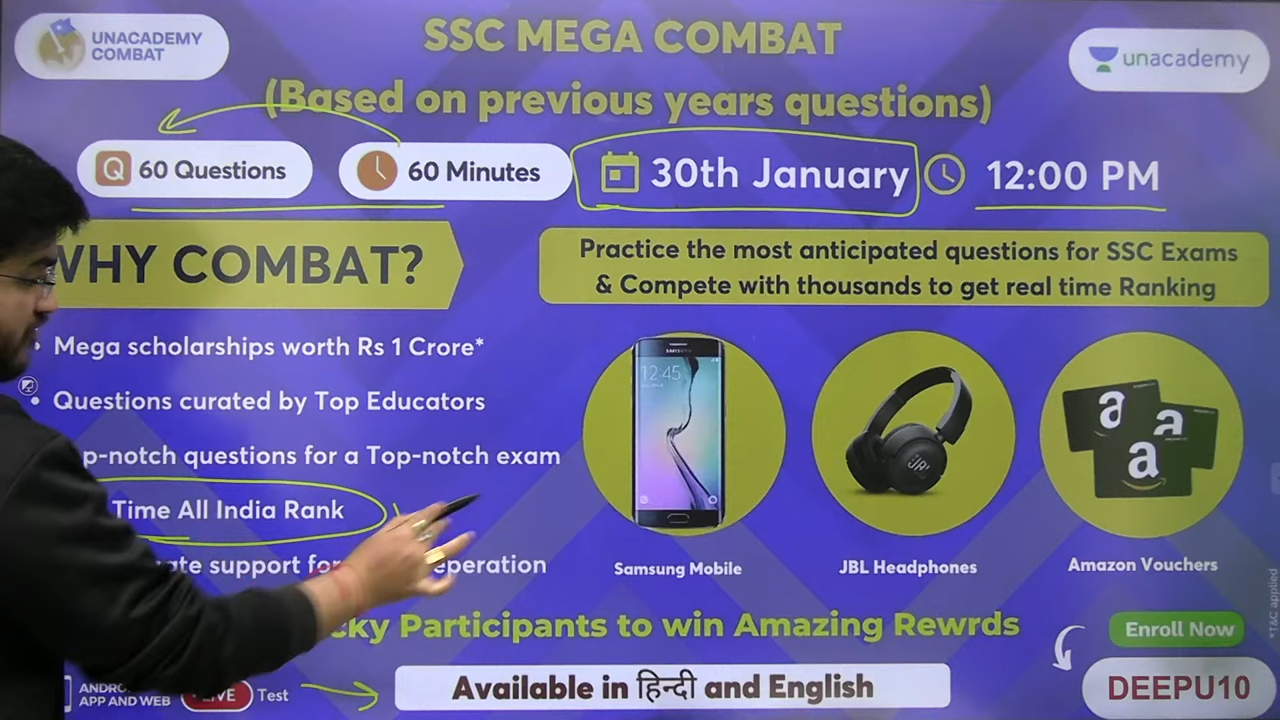 UNACADEMY
COMBAT
SSC MEGA COMBAT
unacademy
(Based on previous years questions)
Q 60 Questions
60 Minutes
30th January
12:00 PM
WHY COMBAT?
Practice the most anticipated questions for SSC Exams
& Compete with thousands to get real time Ranking
• Mega scholarships worth Rs 1 Crore*
• Questions curated by Top Educators
p-notch questions for a Top-notch exam
Time All India Rank
support for
SAMSUNG
12:45
JBL
a
a
a
Samsung Mobile
JBL Headphones
Amazon Vouchers
Participants to win Amazing Rewrds
Enroll Now
*T&C applied
APP AND WEB
Test
Available in हिन्दी and English
DEEPU10